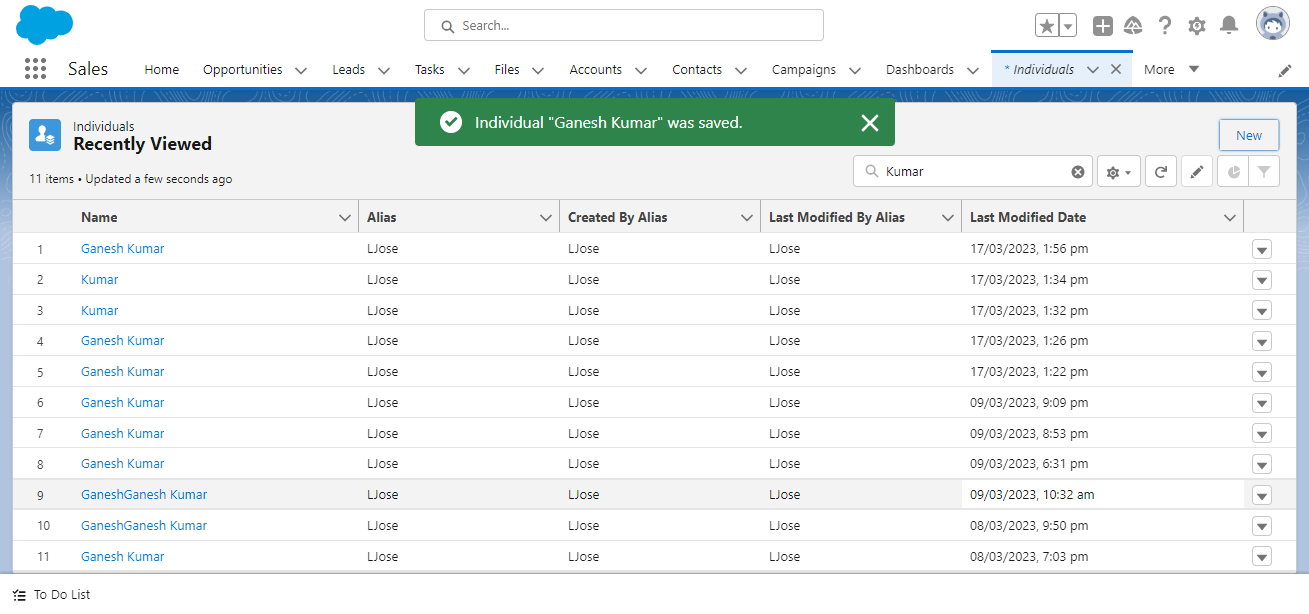 Search...
Sales Home Opportunities Leads Tasks Files Accounts Contacts Campaigns Dashboards * Individuals More
Individual "Ganesh Kumar" was saved.
Individuals
Recently Viewed
New
11 items • Updated a few seconds ago
Kumar
Name Alias Created By Alias Last Modified By Alias Last Modified Date
1 Ganesh Kumar LJose LJose LJose 17/03/2023, 1:56 pm
2 Kumar LJose LJose LJose 17/03/2023, 1:34 pm
3 Kumar LJose LJose LJose 17/03/2023, 1:32 pm
4 Ganesh Kumar LJose LJose LJose 17/03/2023, 1:26 pm
5 Ganesh Kumar LJose LJose LJose 17/03/2023, 1:22 pm
6 Ganesh Kumar LJose LJose LJose 09/03/2023, 9:09 pm
7 Ganesh Kumar LJose LJose LJose 09/03/2023, 8:53 pm
8 Ganesh Kumar LJose LJose LJose 09/03/2023, 6:31 pm
9 GaneshGanesh Kumar LJose LJose LJose 09/03/2023, 10:32 am
10 GaneshGanesh Kumar LJose LJose LJose 08/03/2023, 9:50 pm
11 Ganesh Kumar LJose LJose LJose 08/03/2023, 7:03 pm
To Do List